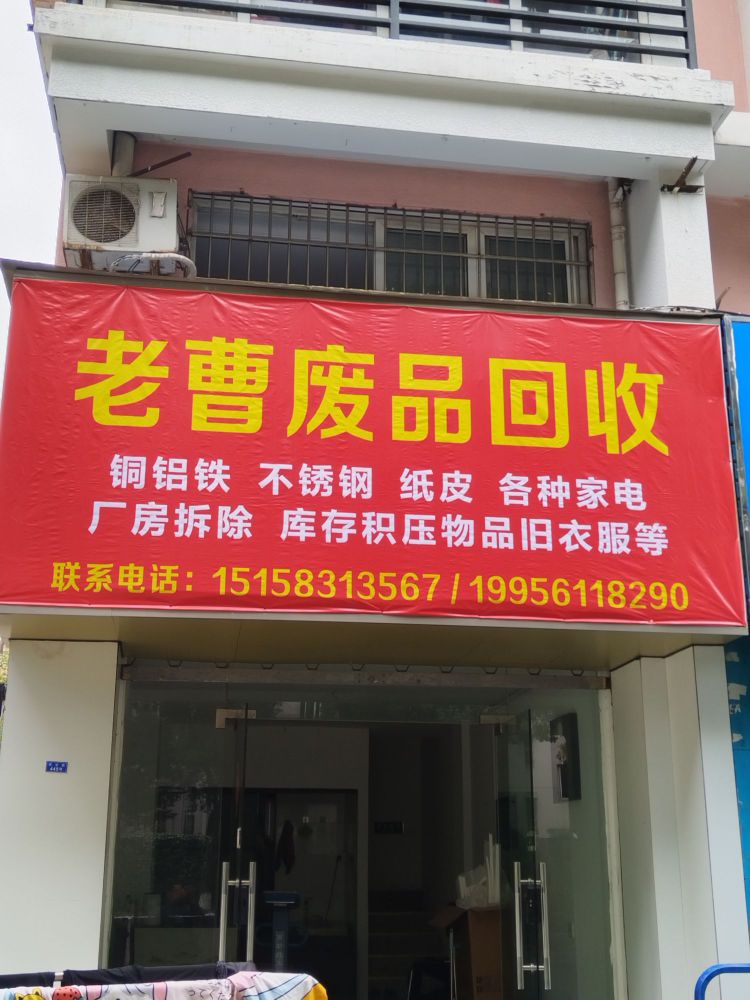 老曹废品回收
铜铝铁 不锈钢 纸皮 各种家电
厂房拆除 库存积压物品旧衣服等
联系电话：15158313567/19956118290